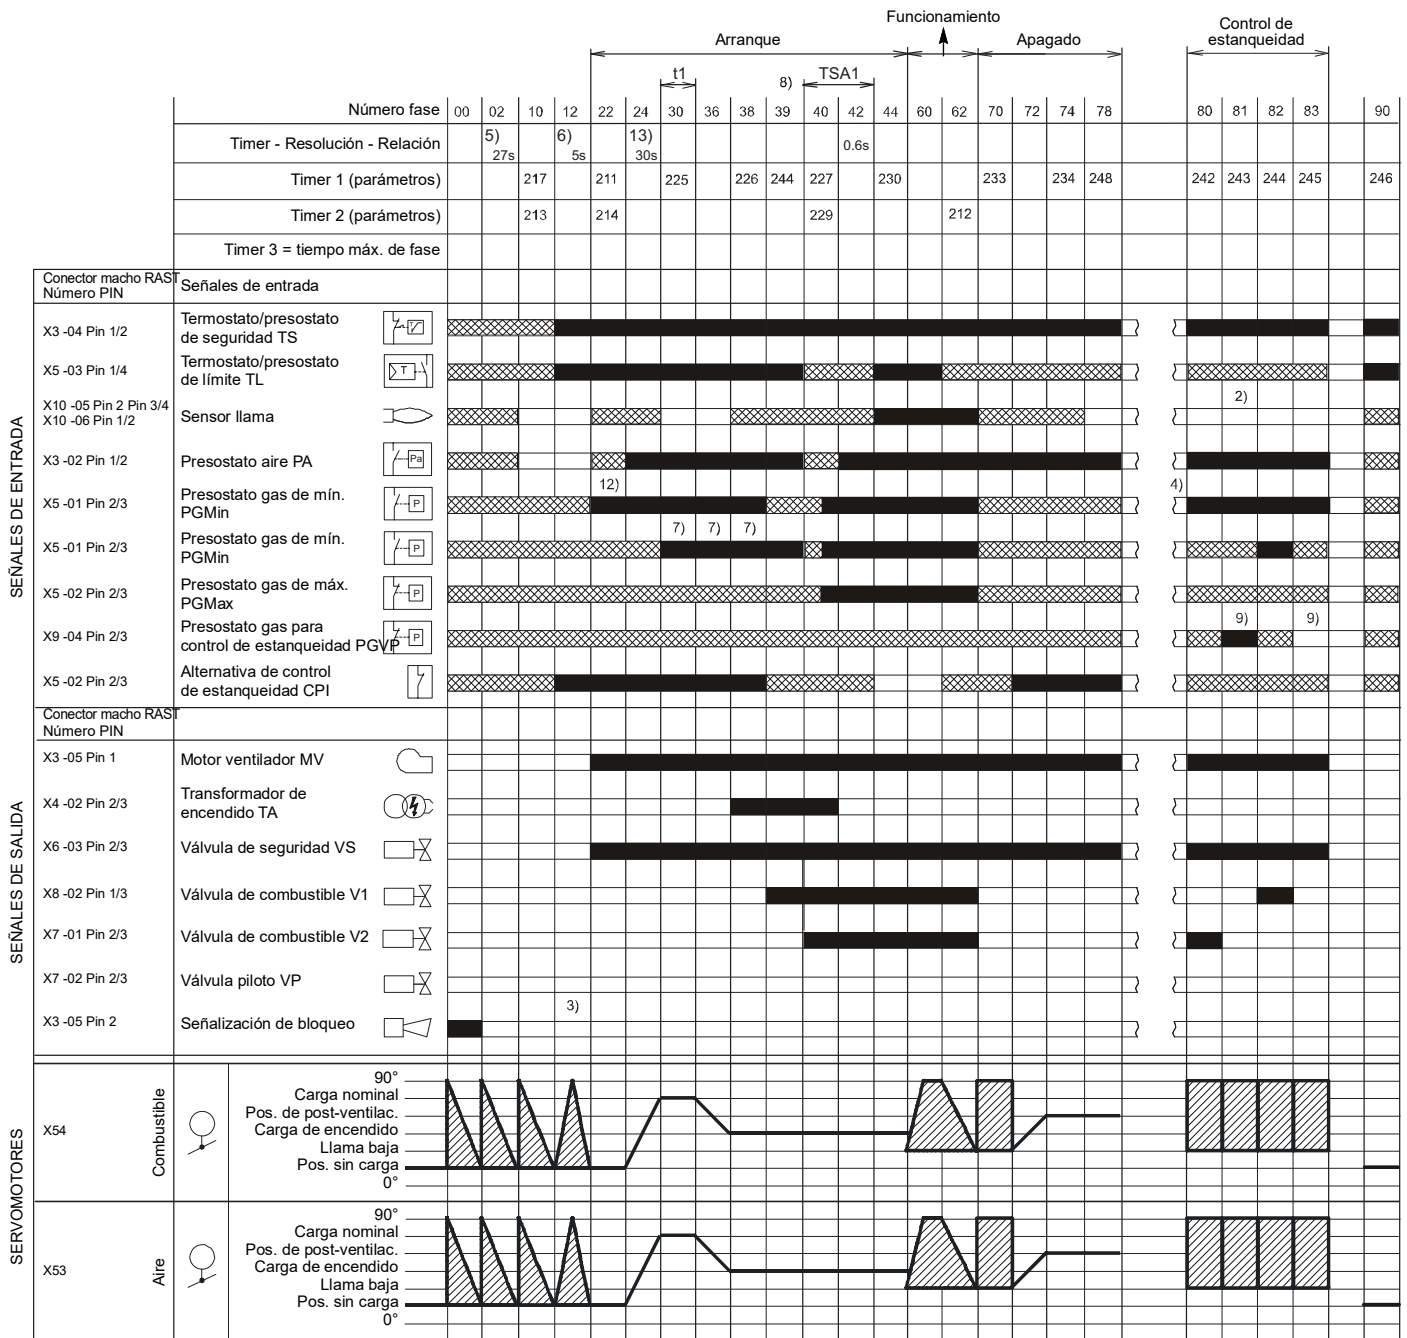 Funcionamiento
Arranque
Apagado
Control de
estanqueidad
t1
8)
TSA1
Número fase 00 02 10 12 22 24 30 36 38 39 40 42 44 60 62 70 72 74 78 80 81 82 83 90
Timer - Resolución - Relación 5) 27s 6) 5s 13) 30s 0.6s
Timer 1 (parámetros) 217 211 225 226 244 227 230 233 234 248 242 243 244 245 246
Timer 2 (parámetros) 213 214 229 212
Timer 3 = tiempo máx. de fase
Conector macho RAST
Número PIN
Señales de entrada
SEÑALES DE ENTRADA
X3 -04 Pin 1/2
Termostato/presostato
de seguridad TS
X5 -03 Pin 1/4
Termostato/presostato
de límite TL
T
X10 -05 Pin 2 Pin 3/4
X10 -06 Pin 1/2
Sensor llama
2)
X3 -02 Pin 1/2
Presostato aire PA
Pa
12)
4)
X5 -01 Pin 2/3
Presostato gas de mín.
PGMin
P
7) 7) 7)
X5 -01 Pin 2/3
Presostato gas de mín.
PGMin
P
X5 -02 Pin 2/3
Presostato gas de máx.
PGMax
P
9) 9)
X9 -04 Pin 2/3
Presostato gas para
control de estanqueidad PGVP
P
X5 -02 Pin 2/3
Alternativa de control
de estanqueidad CPI
Conector macho RAST
Número PIN
SEÑALES DE SALIDA
X3 -05 Pin 1
Motor ventilador MV
X4 -02 Pin 2/3
Transformador de
encendido TA
X6 -03 Pin 2/3
Válvula de seguridad VS
X8 -02 Pin 1/3
Válvula de combustible V1
X7 -01 Pin 2/3
Válvula de combustible V2
X7 -02 Pin 2/3
Válvula piloto VP
3)
X3 -05 Pin 2
Señalización de bloqueo
SERVOMOTORES
X54
Combustible
90°
Carga nominal
Pos. de post-ventilac.
Carga de encendido
Llama baja
Pos. sin carga
0°
X53
Aire
90°
Carga nominal
Pos. de post-ventilac.
Carga de encendido
Llama baja
Pos. sin carga
0°